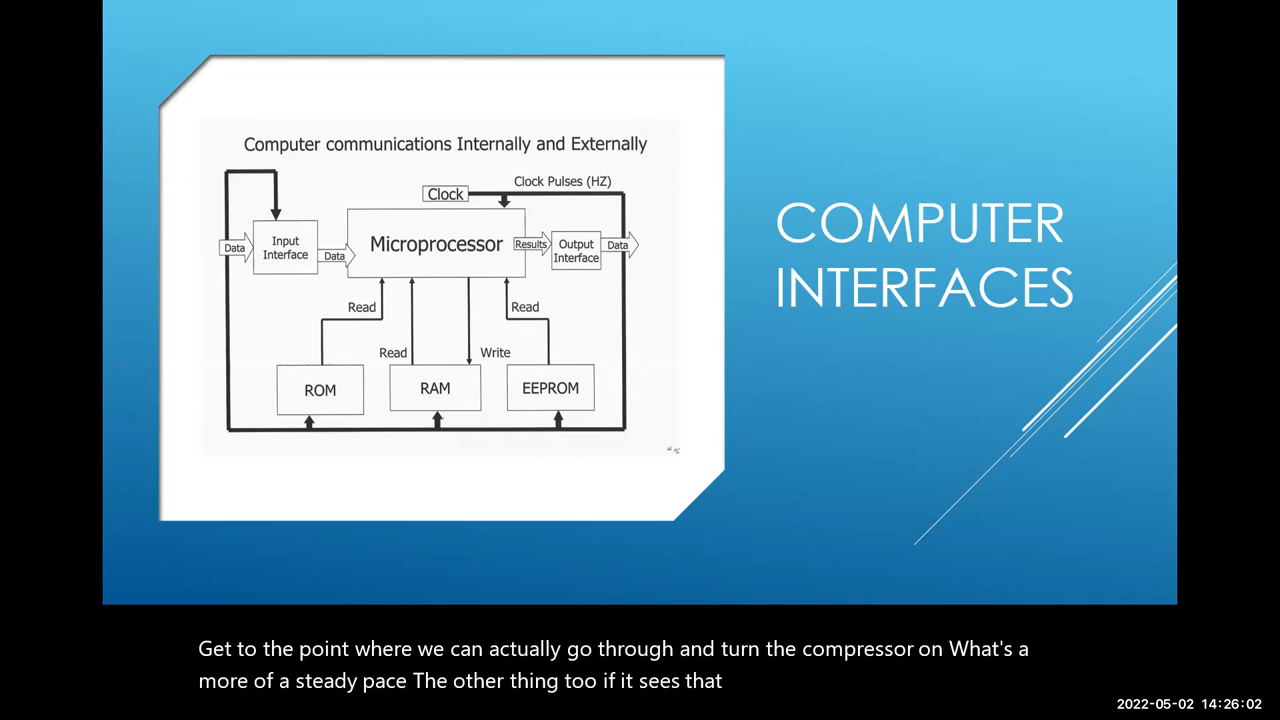 Computer communications Internally and Externally
Clock Pulses (HZ)
Clock
Input
Interface
Data
Data
Microprocessor
Results
Output
Interface
Data
Read
Read
Read
Write
ROM
RAM
EEPROM
COMPUTER
INTERFACES
Get to the point where we can actually go through and turn the compressor on What's a
more of a steady pace The other thing too if it sees that
2022-05-02 14:26:02